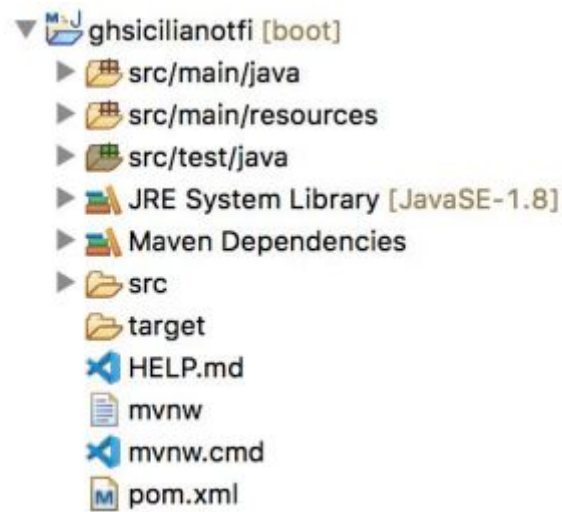 ghsicilianotfi [boot]
src/main/java
src/main/resources
src/test/java
JRE System Library [JavaSE-1.8]
Maven Dependencies
src
target
HELP.md
mvnw
mvnw.cmd
pom.xml